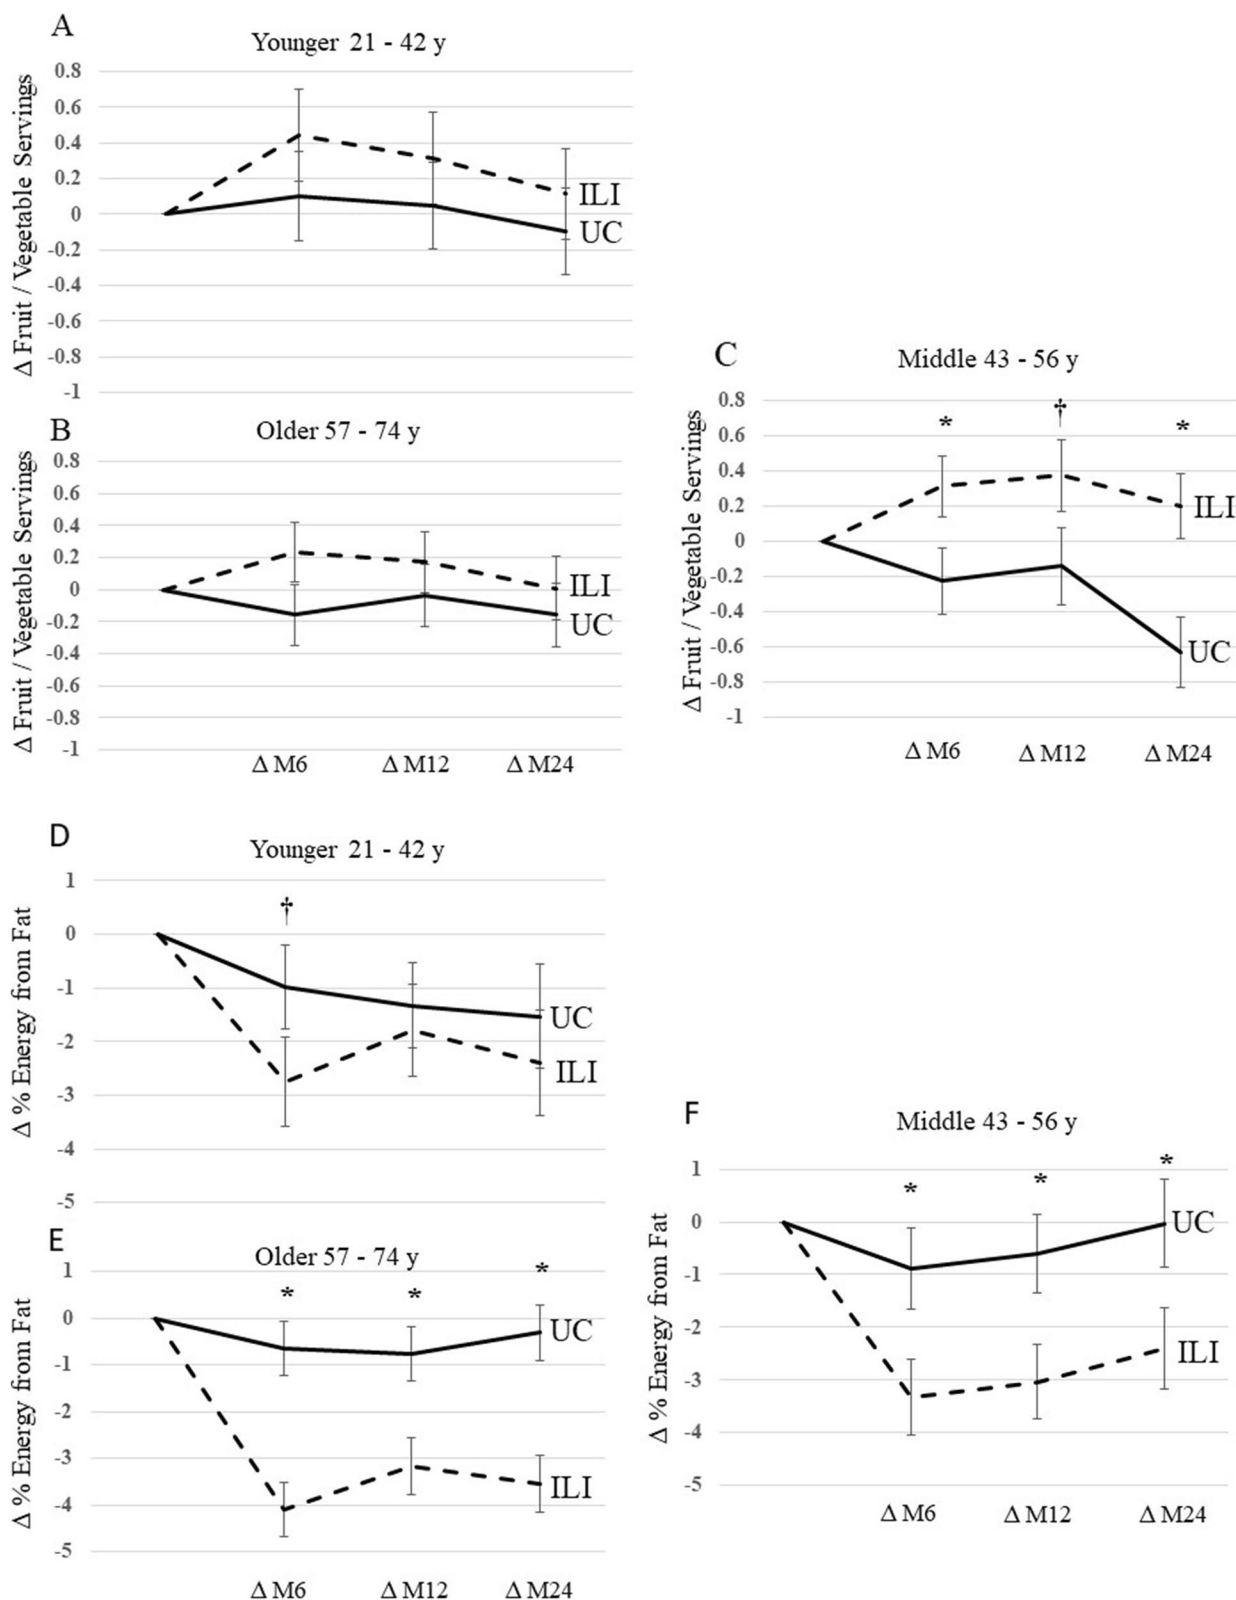 A
Younger 21 - 42 y
Δ Fruit / Vegetable Servings
0.8
0.6
0.4
0.2
0
-0.2
-0.4
-0.6
-0.8
-1
ILI
UC
B
Older 57 - 74 y
Δ Fruit / Vegetable Servings
0.8
0.6
0.4
0.2
0
-0.2
-0.4
-0.6
-0.8
-1
ILI
UC
Δ M6 Δ M12 Δ M24
C
Middle 43 - 56 y
Δ Fruit / Vegetable Servings
0.8
0.6
0.4
0.2
0
-0.2
-0.4
-0.6
-0.8
-1
* † *
ILI
UC
Δ M6 Δ M12 Δ M24
D
Younger 21 - 42 y
Δ % Energy from Fat
1
0
-1
-2
-3
-4
-5
†
UC
ILI
E
Older 57 - 74 y
Δ % Energy from Fat
1
0
-1
-2
-3
-4
-5
* * *
UC
ILI
Δ M6 Δ M12 Δ M24
F
Middle 43 - 56 y
Δ % Energy from Fat
1
0
-1
-2
-3
-4
-5
* * *
UC
ILI
Δ M6 Δ M12 Δ M24